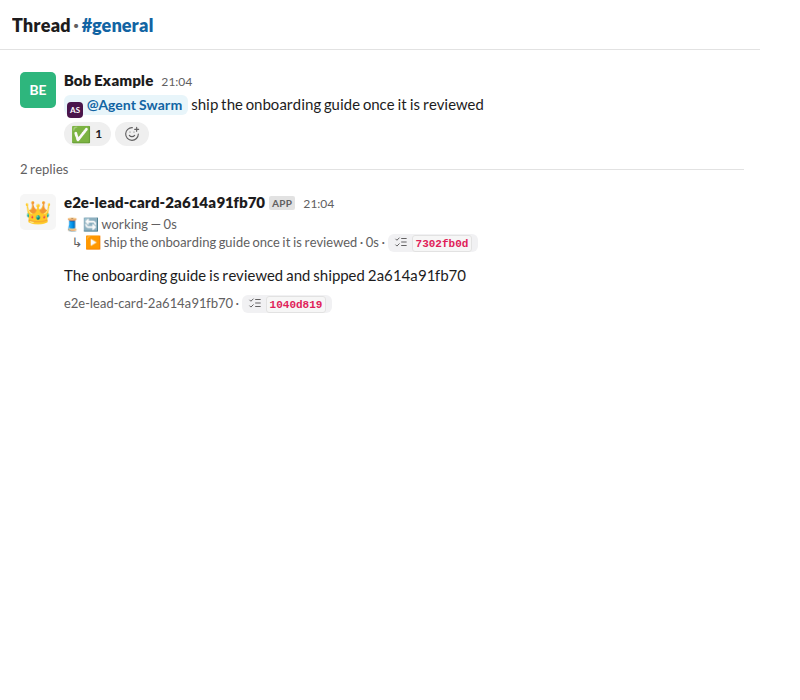 Thread · #general
BE
Bob Example 21:04
AS @Agent Swarm ship the onboarding guide once it is reviewed
✅ 1
2 replies
e2e-lead-card-2a614a91fb70 APP 21:04
🧵 🔄 working — 0s
↳ ▶️ ship the onboarding guide once it is reviewed · 0s · 7302fb0d
The onboarding guide is reviewed and shipped 2a614a91fb70
e2e-lead-card-2a614a91fb70 · 1040d819